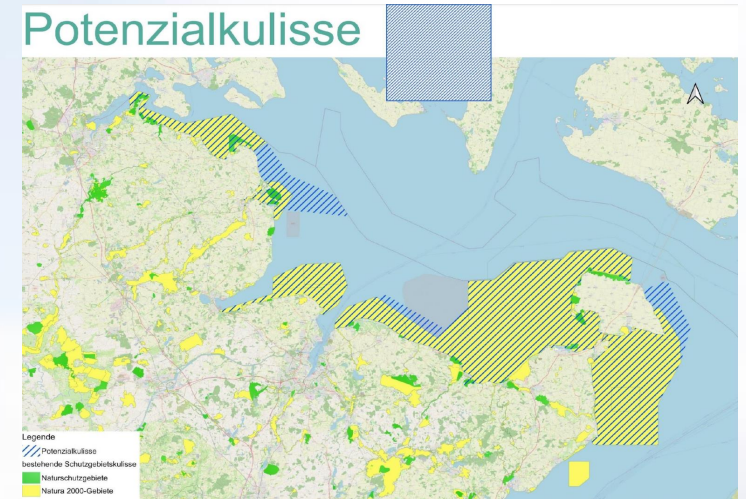 Potenzialkulisse
Legende
Potenzialkulisse
bestehende Schutzgebietskulisse
Naturschutzgebiete
Natura 2000-Gebiete